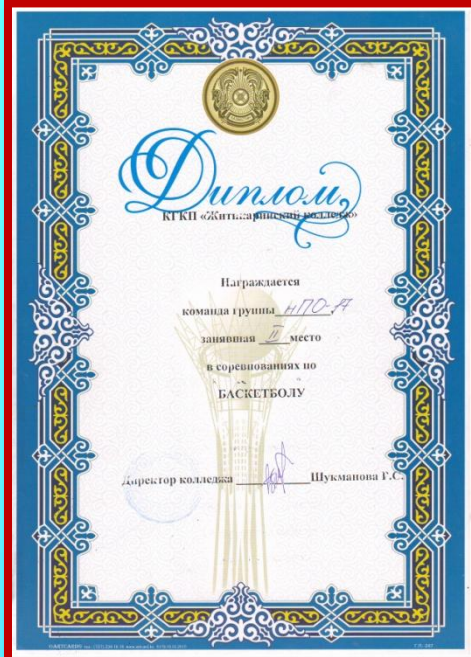 Диплом
КГКП «Житикаринский колледж»
Награждается
команда группы НПО-17
занявшая II место
в соревнованиях по
БАСКЕТБОЛУ
Директор колледжа Шукманова Г.С.